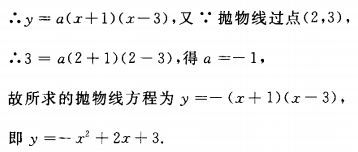 ∴y = a(x+1)(x−3),又∵抛物线过点(2,3),
∴3 = a(2+1)(2−3),得 a =−1,
故所求的抛物线方程为 y=−(x+1)(x−3),
即 y=−x²+2x+3.